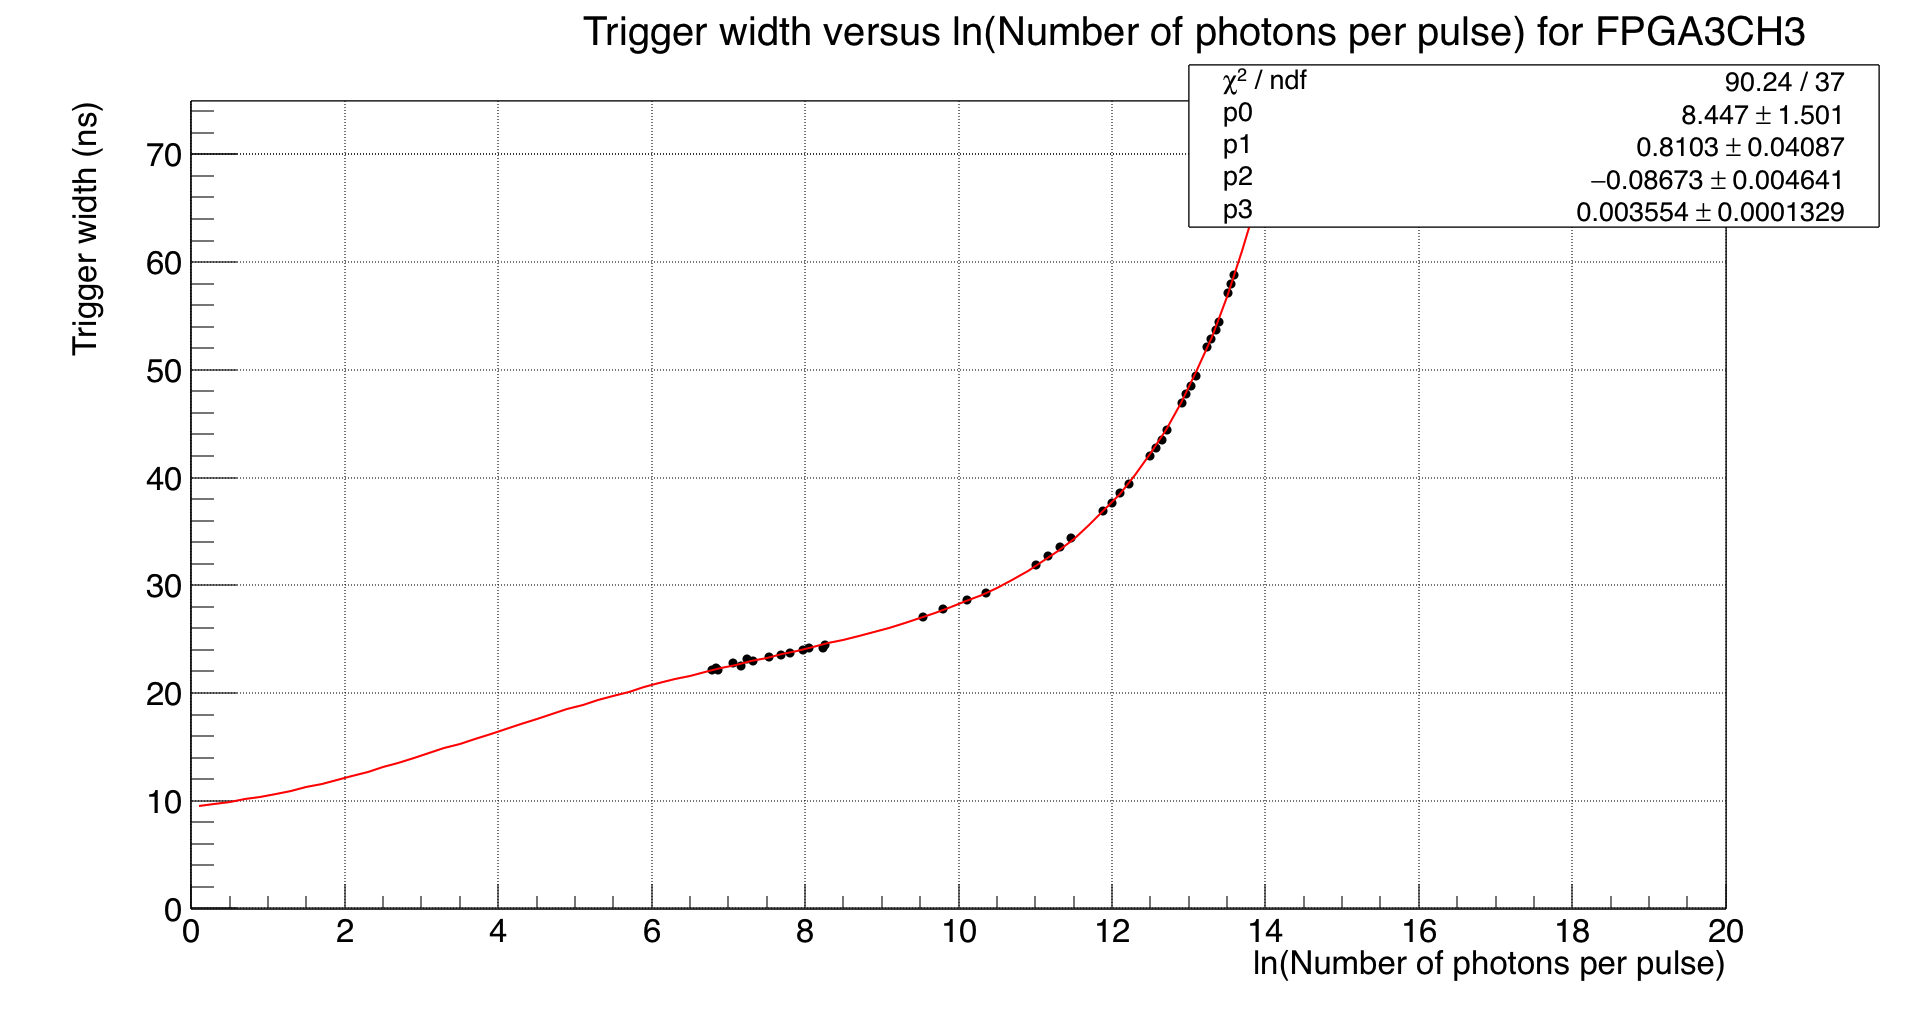 Trigger width versus ln(Number of photons per pulse) for FPGA3CH3
χ² / ndf 90.24 / 37
p0 8.447 ± 1.501
p1 0.8103 ± 0.04087
p2 −0.08673 ± 0.004641
p3 0.003554 ± 0.0001329
Trigger width (ns)
70
60
50
40
30
20
10
0
0 2 4 6 8 10 12 14 16 18 20
ln(Number of photons per pulse)